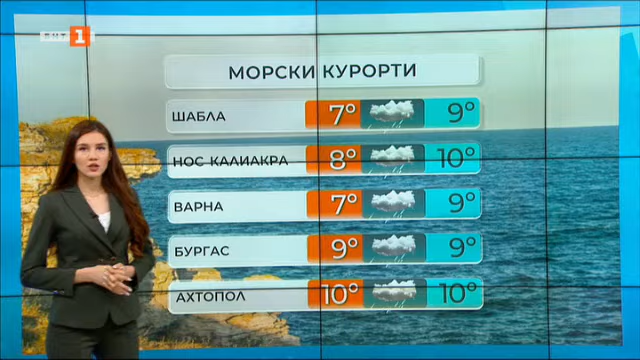 БНТ 1
МОРСКИ КУРОРТИ
ШАБЛА 7° 9°
НОС КАЛИАКРА 8° 10°
ВАРНА 7° 9°
БУРГАС 9° 9°
АХТОПОЛ 10° 10°